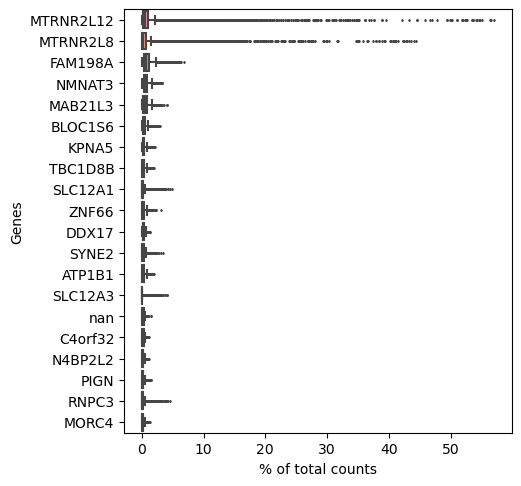 MTRNR2L12
MTRNR2L8
FAM198A
NMNAT3
MAB21L3
BLOC1S6
KPNA5
TBC1D8B
SLC12A1
ZNF66
DDX17
SYNE2
ATP1B1
SLC12A3
nan
C4orf32
N4BP2L2
PIGN
RNPC3
MORC4
Genes
0 10 20 30 40 50
% of total counts